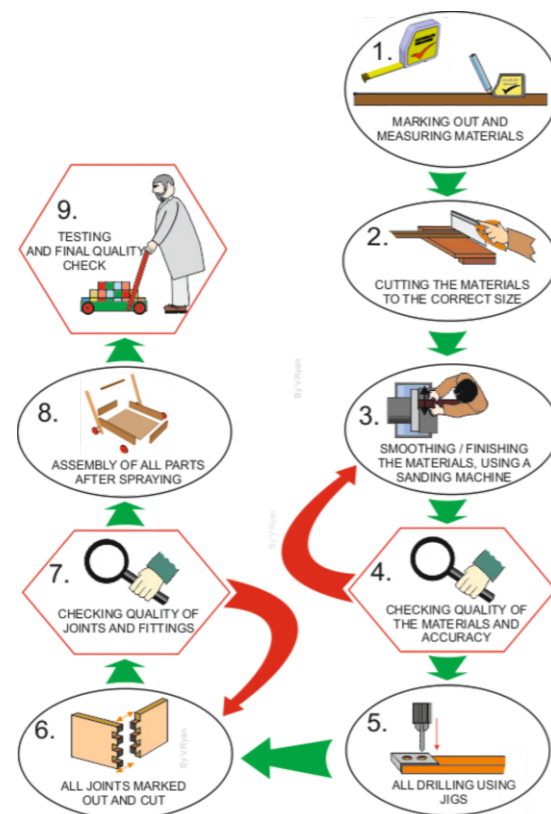 1.
MARKING OUT AND
MEASURING MATERIALS
2.
CUTTING THE MATERIALS
TO THE CORRECT SIZE
3.
SMOOTHING / FINISHING
THE MATERIALS, USING A
SANDING MACHINE
4.
CHECKING QUALITY OF
THE MATERIALS AND
ACCURACY
5.
ALL DRILLING USING
JIGS
6.
ALL JOINTS MARKED
OUT AND CUT
7.
CHECKING QUALITY OF
JOINTS AND FITTINGS
8.
ASSEMBLY OF ALL PARTS
AFTER SPRAYING
9.
TESTING
AND FINAL QUALITY
CHECK
By V.Ryan
By V.Ryan
By V.Ryan